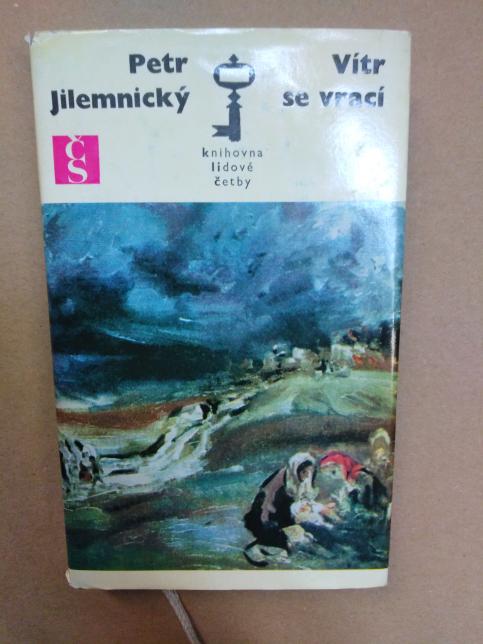 Petr
Jilemnický
Vítr
se vrací
ČS
knihovna
lidové
četby